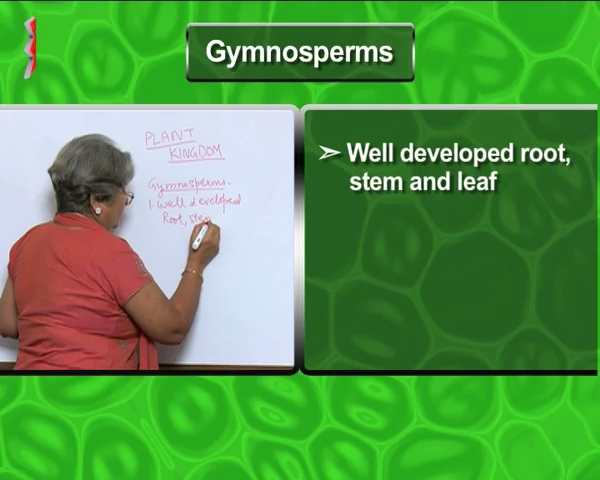 Gymnosperms
PLANT
KINGDOM
Gymnosperms-
1. Well developed
Root, stem
➢ Well developed root,
stem and leaf